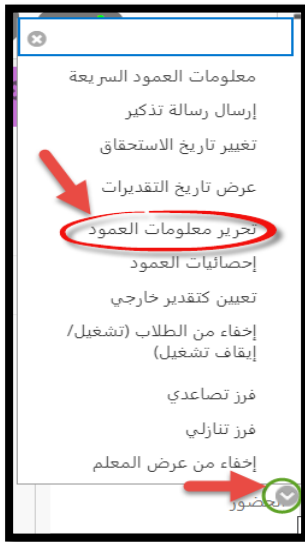 معلومات العمود السريعة
إرسال رسالة تذكير
تغيير تاريخ الاستحقاق
عرض تاريخ التقديرات
تحرير معلومات العمود
إحصائيات العمود
تعيين كتقدير خارجي
إخفاء من الطلاب (تشغيل/
إيقاف تشغيل)
فرز تصاعدي
فرز تنازلي
إخفاء من عرض المعلم